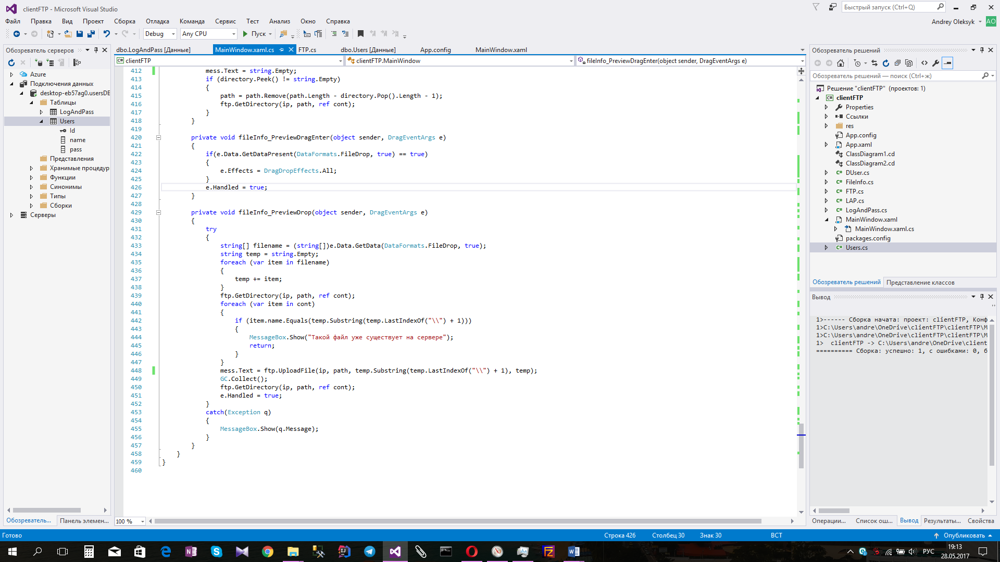 clientFTP - Microsoft Visual Studio
Быстрый запуск (Ctrl+Q)
Файл Правка Вид Проект Сборка Отладка Команда Сервис Тест Анализ Окно Справка
Andrey Oleksyk AO
Debug Any CPU Пуск
Обозреватель серверов
Azure
Подключения данных
desktop-eb57ag0.usersDE
Таблицы
LogAndPass
Users
Id
name
pass
Представления
Хранимые процедур
Функции
Синонимы
Типы
Сборки
Серверы
Обозреватель... Панель элемен...
dbo.LogAndPass [Данные] MainWindow.xaml.cs FTP.cs dbo.Users [Данные] App.config MainWindow.xaml
clientFTP clientFTP.MainWindow fileInfo_PreviewDragEnter(object sender, DragEventArgs e)
412 mess.Text = string.Empty;
413 if (directory.Peek() != string.Empty)
414 {
415 path = path.Remove(path.Length - directory.Pop().Length - 1);
416 ftp.GetDirectory(ip, path, ref cont);
417 }
418 }
419
420 private void fileInfo_PreviewDragEnter(object sender, DragEventArgs e)
421 {
422 if(e.Data.GetDataPresent(DataFormats.FileDrop, true) == true)
423 {
424 e.Effects = DragDropEffects.All;
425 }
426 e.Handled = true;
427 }
428
429 private void fileInfo_PreviewDrop(object sender, DragEventArgs e)
430 {
431 try
432 {
433 string[] filename = (string[])e.Data.GetData(DataFormats.FileDrop, true);
434 string temp = string.Empty;
435 foreach (var item in filename)
436 {
437 temp += item;
438 }
439 ftp.GetDirectory(ip, path, ref cont);
440 foreach (var item in cont)
441 {
442 if (item.name.Equals(temp.Substring(temp.LastIndexOf("\\") + 1)))
443 {
444 MessageBox.Show("Такой файл уже существует на сервере");
445 return;
446 }
447 }
448 mess.Text = ftp.UploadFile(ip, path, temp.Substring(temp.LastIndexOf("\\") + 1), temp);
449 GC.Collect();
450 ftp.GetDirectory(ip, path, ref cont);
451 e.Handled = true;
452 }
453 catch(Exception q)
454 {
455 MessageBox.Show(q.Message);
456 }
457 }
458 }
459 }
460
100 %
Обозреватель решений
Обозреватель решений — поиск (Ctrl+ж)
Решение "clientFTP" (проектов: 1)
clientFTP
Properties
Ссылки
res
App.config
App.xaml
ClassDiagram1.cd
ClassDiagram2.cd
DUser.cs
FileInfo.cs
FTP.cs
LAP.cs
LogAndPass.cs
MainWindow.xaml
MainWindow.xaml.cs
packages.config
Users.cs
Обозреватель решений Представление классов
Вывод
1>------ Сборка начата: проект: clientFTP, Конф
1>C:\Users\andre\OneDrive\clientFTP\clientFTP\M
1>C:\Users\andre\OneDrive\clientFTP\clientFTP\M
1> clientFTP -> C:\Users\andre\OneDrive\client
========== Сборка: успешно: 1, с ошибками: 0, б
Операции... Список ош... Вывод Результаты... Свойства
Готово Строка 426 Столбец 30 Знак 30 ВСТ Опубликовать
РУС
19:13
28.05.2017